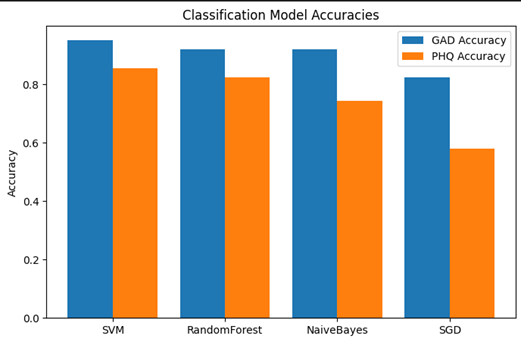 Classification Model Accuracies
GAD Accuracy
PHQ Accuracy
Accuracy
0.8
0.6
0.4
0.2
0.0
SVM
RandomForest
NaiveBayes
SGD